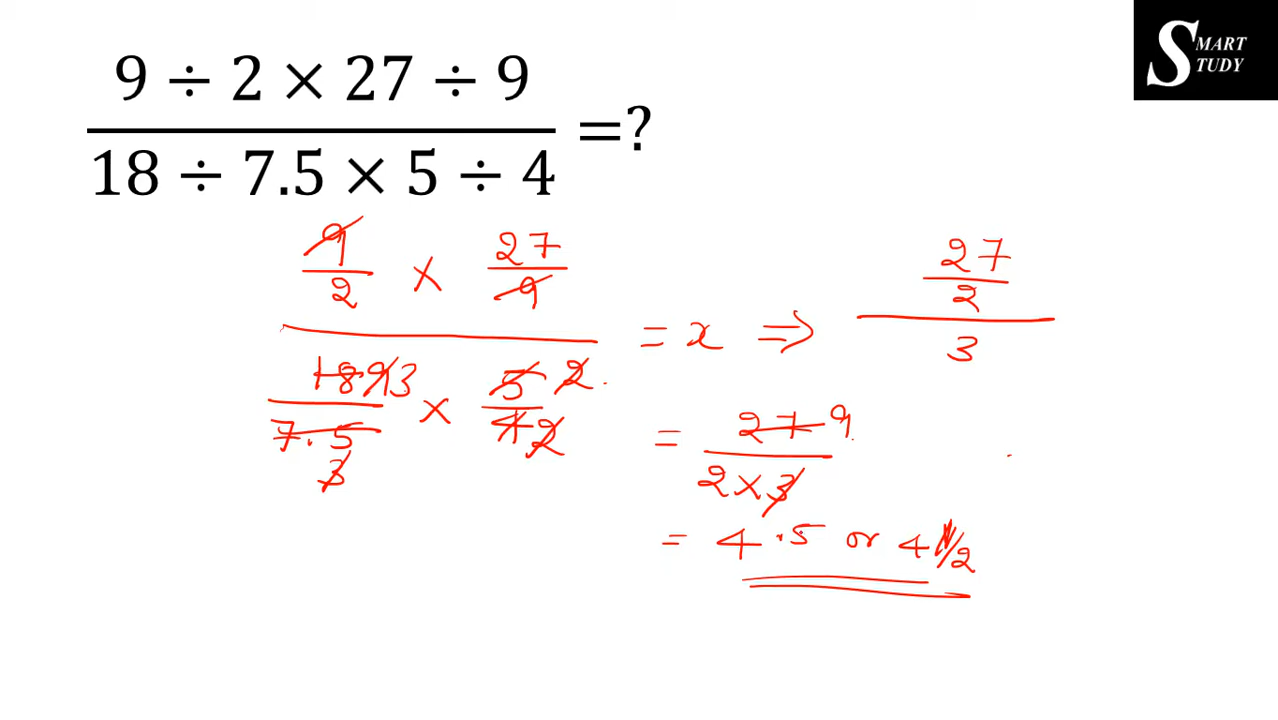 SMART
STUDY
9 ÷ 2 × 27 ÷ 9
18 ÷ 7.5 × 5 ÷ 4
=?
9/2 × 27/9
18 9 3 / 7.5 3 × 5 2 / 4 2
= x ⇒ 27/2 / 3
= 27 9 / 2×3
= 4.5 or 4 1/2